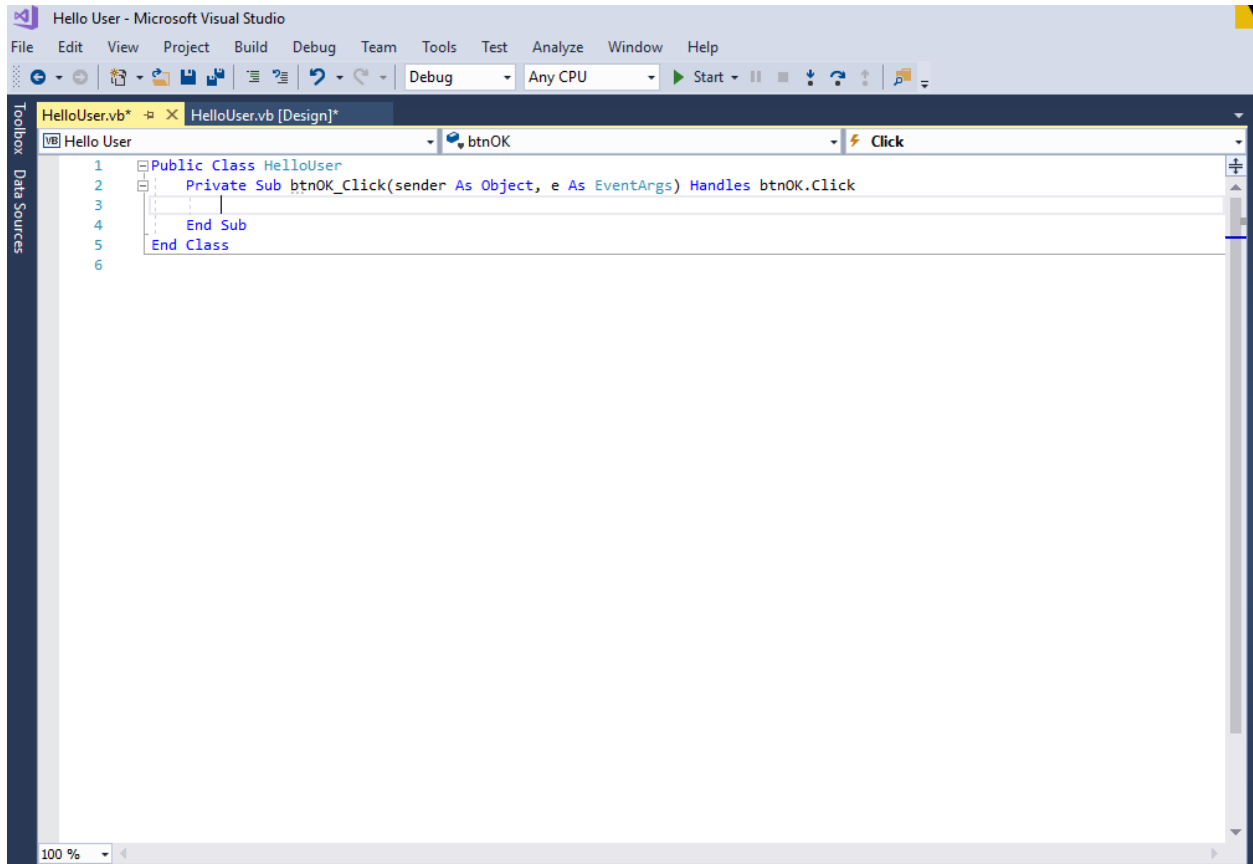 Hello User - Microsoft Visual Studio
File Edit View Project Build Debug Team Tools Test Analyze Window Help
Debug Any CPU Start
Toolbox
Data Sources
HelloUser.vb* HelloUser.vb [Design]*
VB Hello User btnOK Click
1 Public Class HelloUser
2 Private Sub btnOK_Click(sender As Object, e As EventArgs) Handles btnOK.Click
3
4 End Sub
5 End Class
6
100 %